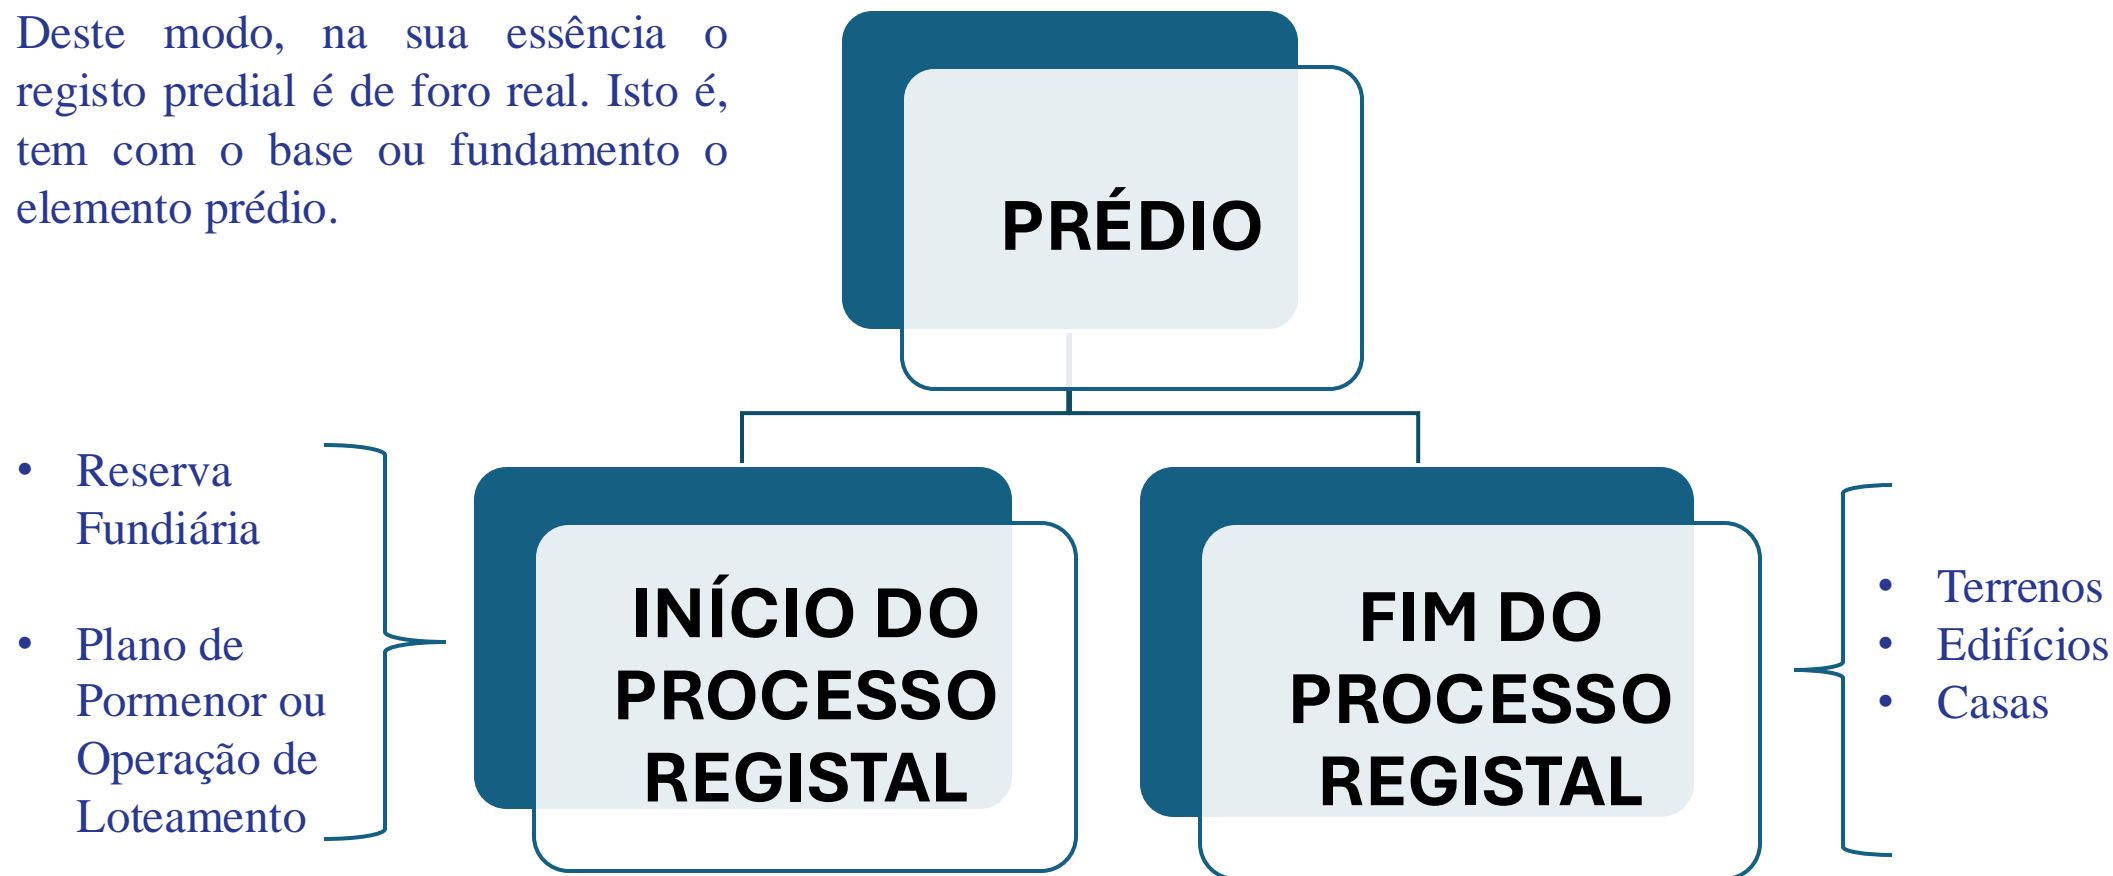 Deste modo, na sua essência o
registo predial é de foro real. Isto é,
tem com o base ou fundamento o
elemento prédio.
PRÉDIO
• Reserva
Fundiária
• Plano de
Pormenor ou
Operação de
Loteamento
INÍCIO DO
PROCESSO
REGISTAL
FIM DO
PROCESSO
REGISTAL
• Terrenos
• Edifícios
• Casas